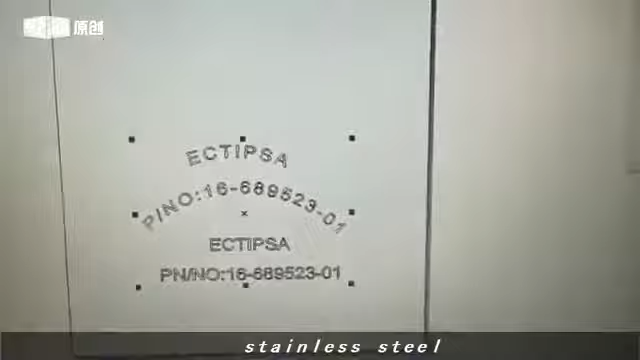 原创
ECTIPSA
P/NO:16-689523-01
ECTIPSA
PN/NO:16-689523-01
stainless steel